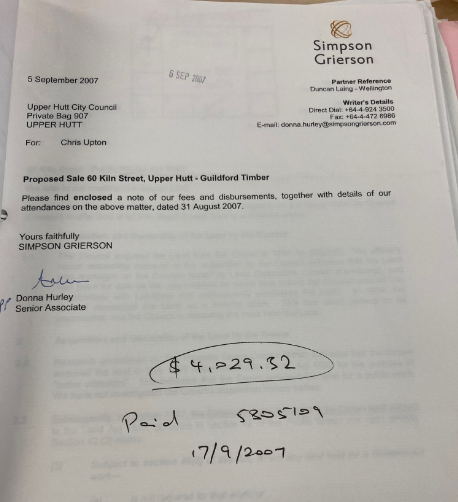 Simpson
Grierson
5 September 2007
6 SEP 2007
Partner Reference
Duncan Laing - Wellington
Writer's Details
Direct Dial: +64-4-924 3500
Fax: +64-4-472 6986
E-mail: donna.hurley@simpsongrierson.com
Upper Hutt City Council
Private Bag 907
UPPER HUTT
For: Chris Upton
Proposed Sale 60 Kiln Street, Upper Hutt - Guildford Timber
Please find enclosed a note of our fees and disbursements, together with details of our
attendances on the above matter, dated 31 August 2007.
Yours faithfully
SIMPSON GRIERSON
pp Donna Hurley
Senior Associate
$ 4,029.32
Paid 5805109
17/9/2007